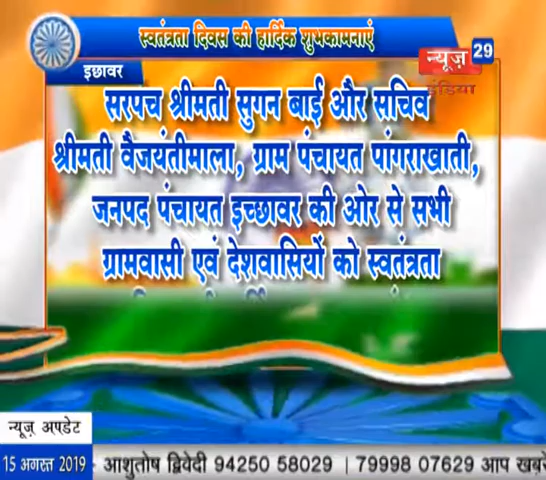 स्वतंत्रता दिवस की हार्दिक शुभकामनाएं
न्यूज़ 29
इंडिया
इछावर
सरपच श्रीमती सुगन बाई और सचिव
श्रीमती वैजयंतीमाला, ग्राम पंचायत पांगराखाती,
जनपद पंचायत इच्छावर की ओर से सभी
ग्रामवासी एवं देशवासियों को स्वतंत्रता
न्यूज़ अपडेट
15 अगस्त 2019 आशुतोष द्विवेदी 94250 58029 | 79998 07629 आप खबरे